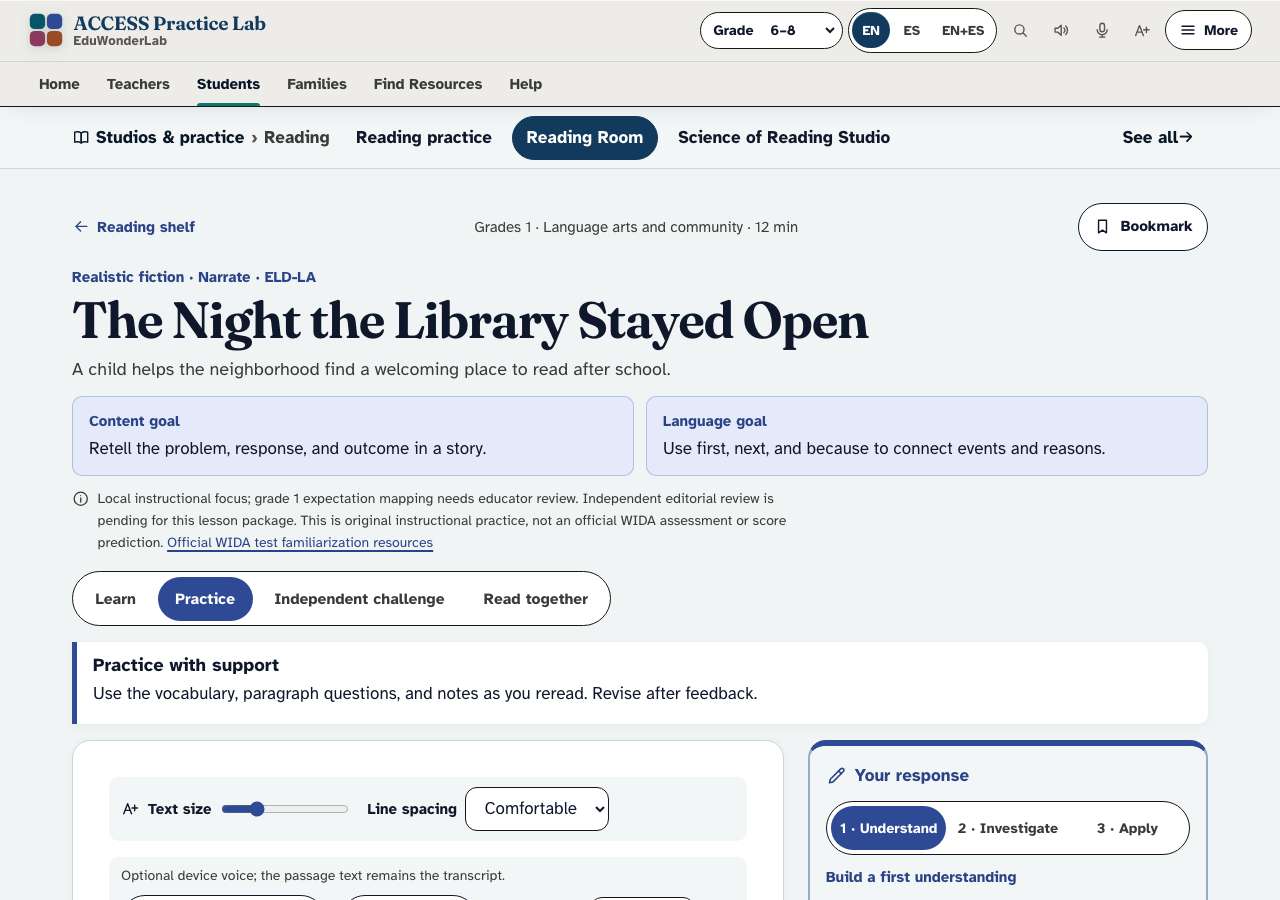 ACCESS Practice Lab
EduWonderLab
Grade 6–8
EN ES EN+ES
A+
More
Home Teachers Students Families Find Resources Help
Studios & practice › Reading Reading practice Reading Room Science of Reading Studio See all→
← Reading shelf Grades 1 · Language arts and community · 12 min Bookmark
Realistic fiction · Narrate · ELD-LA
The Night the Library Stayed Open
A child helps the neighborhood find a welcoming place to read after school.
Content goal
Retell the problem, response, and outcome in a story.
Language goal
Use first, next, and because to connect events and reasons.
Local instructional focus; grade 1 expectation mapping needs educator review. Independent editorial review is
pending for this lesson package. This is original instructional practice, not an official WIDA assessment or score
prediction. Official WIDA test familiarization resources
Learn Practice Independent challenge Read together
Practice with support
Use the vocabulary, paragraph questions, and notes as you reread. Revise after feedback.
A+ Text size Line spacing Comfortable
Optional device voice; the passage text remains the transcript.
Your response
1 · Understand 2 · Investigate 3 · Apply
Build a first understanding